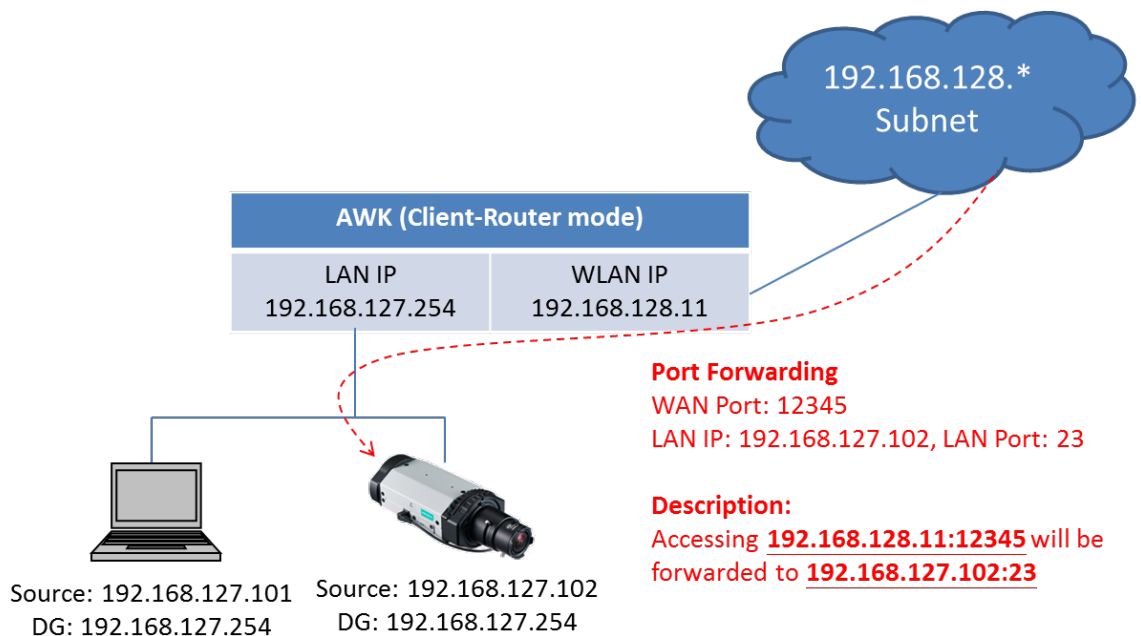 192.168.128.*
Subnet
AWK (Client-Router mode)
LAN IP
192.168.127.254
WLAN IP
192.168.128.11
Port Forwarding
WAN Port: 12345
LAN IP: 192.168.127.102, LAN Port: 23
Description:
Accessing 192.168.128.11:12345 will be
forwarded to 192.168.127.102:23
Source: 192.168.127.101
DG: 192.168.127.254
Source: 192.168.127.102
DG: 192.168.127.254